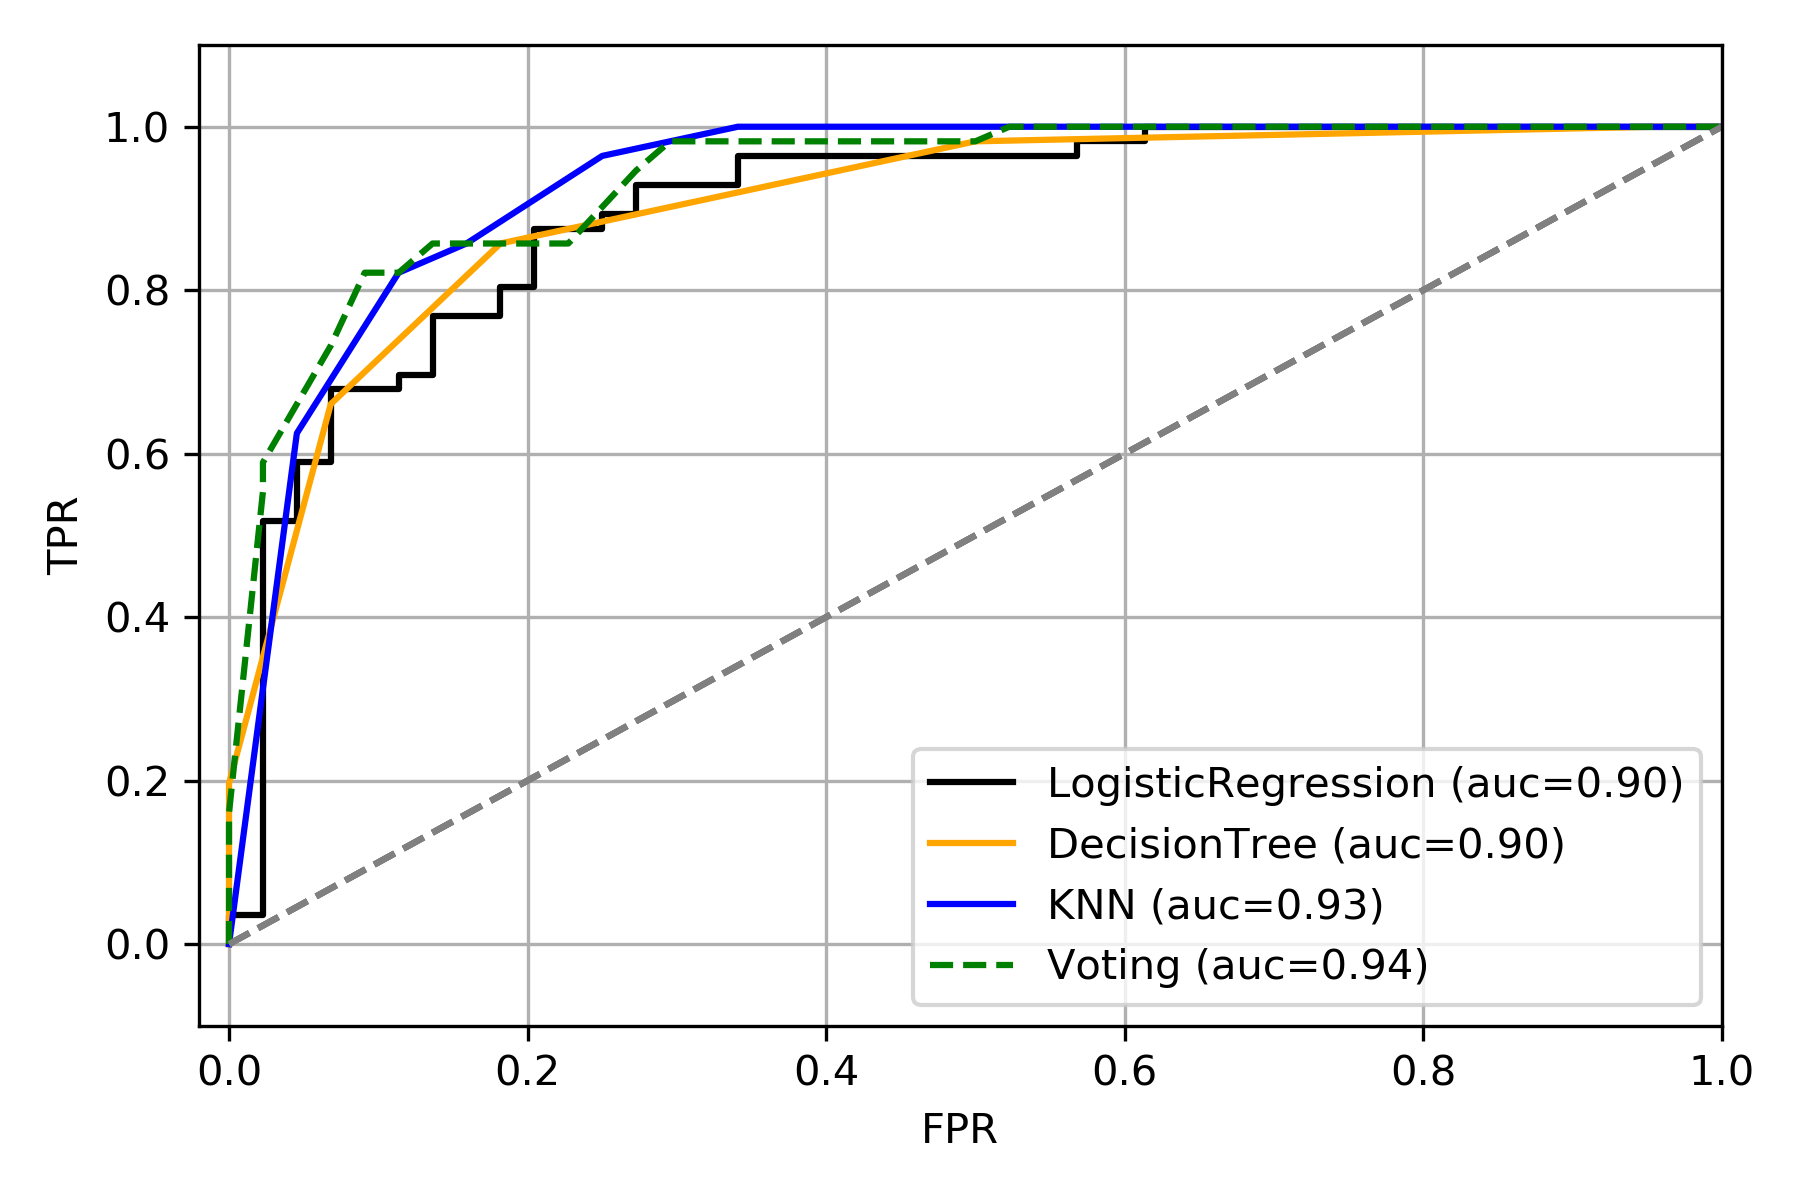 1.0
0.8
0.6
0.4
0.2
0.0
TPR
0.0 0.2 0.4 0.6 0.8 1.0
FPR
LogisticRegression (auc=0.90)
DecisionTree (auc=0.90)
KNN (auc=0.93)
Voting (auc=0.94)